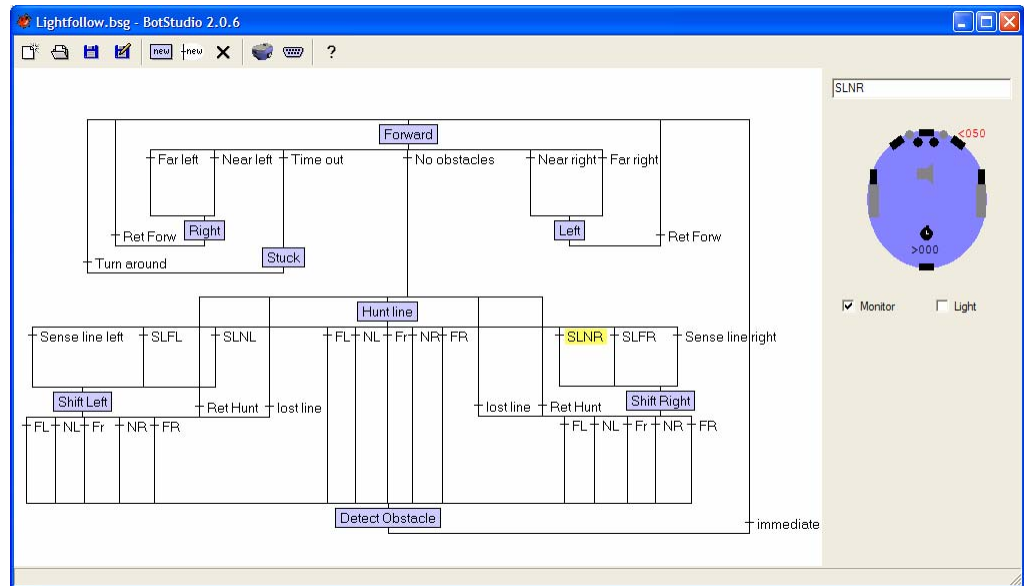 Lightfollow.bsg - BotStudio 2.0.6
new new ?
SLNR
<050
>000
Monitor Light
Forward
Far left Near left Time out No obstacles Near right Far right
Right Left
Ret Forw Ret Forw
Stuck
Turn around
Hunt line
Sense line left SLFL SLNL FL NL Fr NR FR SLNR SLFR Sense line right
Shift Left Ret Hunt lost line lost line Ret Hunt Shift Right
FL NL Fr NR FR FL NL Fr NR FR
Detect Obstacle
immediate